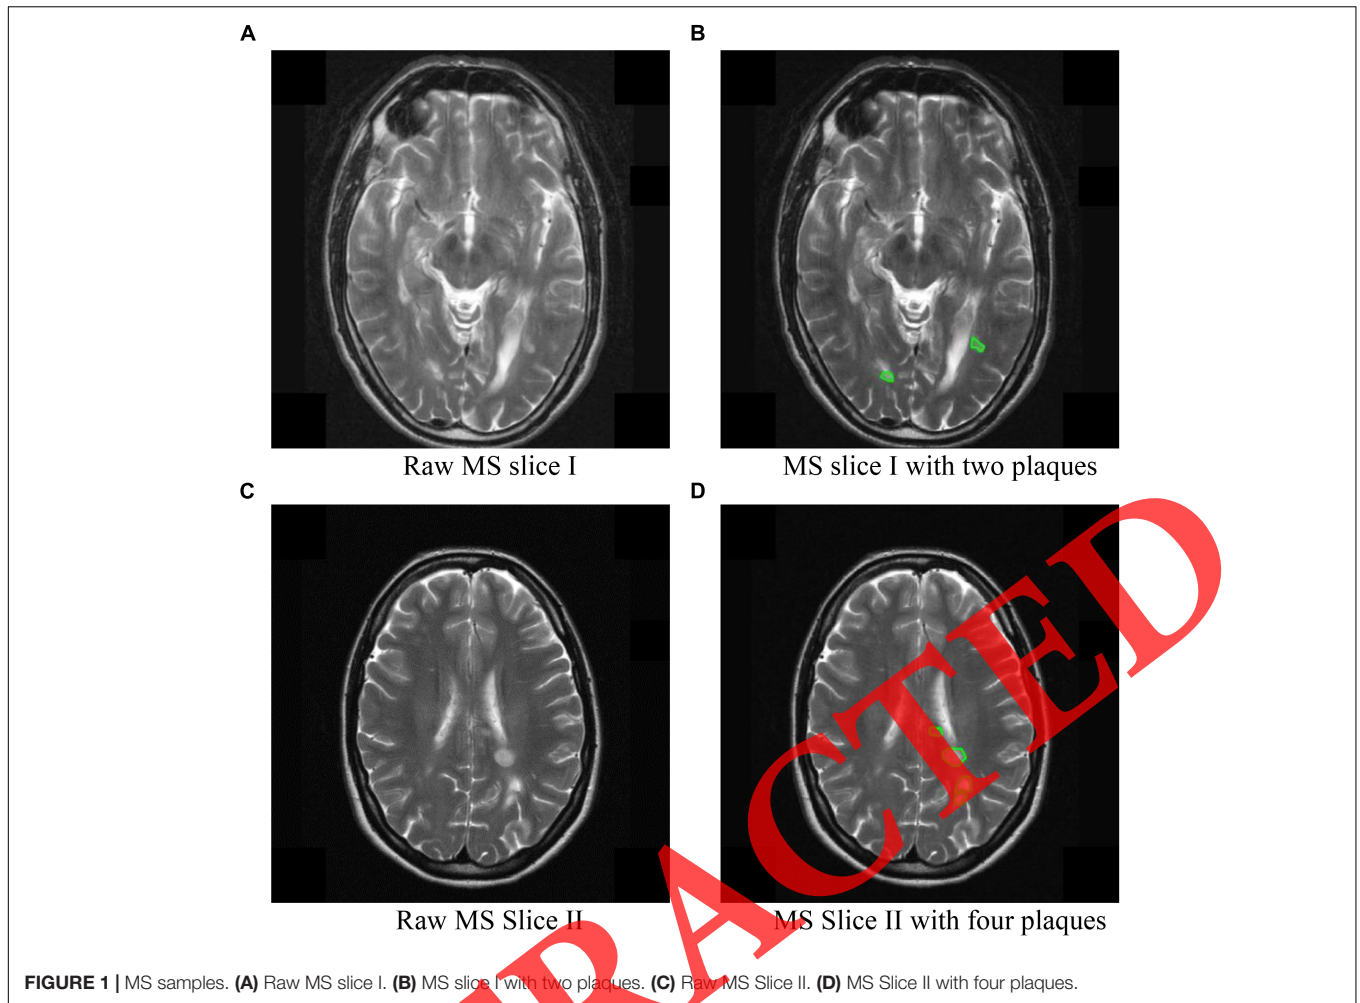 A
B
Raw MS slice I
MS slice I with two plaques
C
D
Raw MS Slice II
MS Slice II with four plaques
RACTED
FIGURE 1 | MS samples. (A) Raw MS slice I. (B) MS slice I with two plaques. (C) Raw MS Slice II. (D) MS Slice II with four plaques.